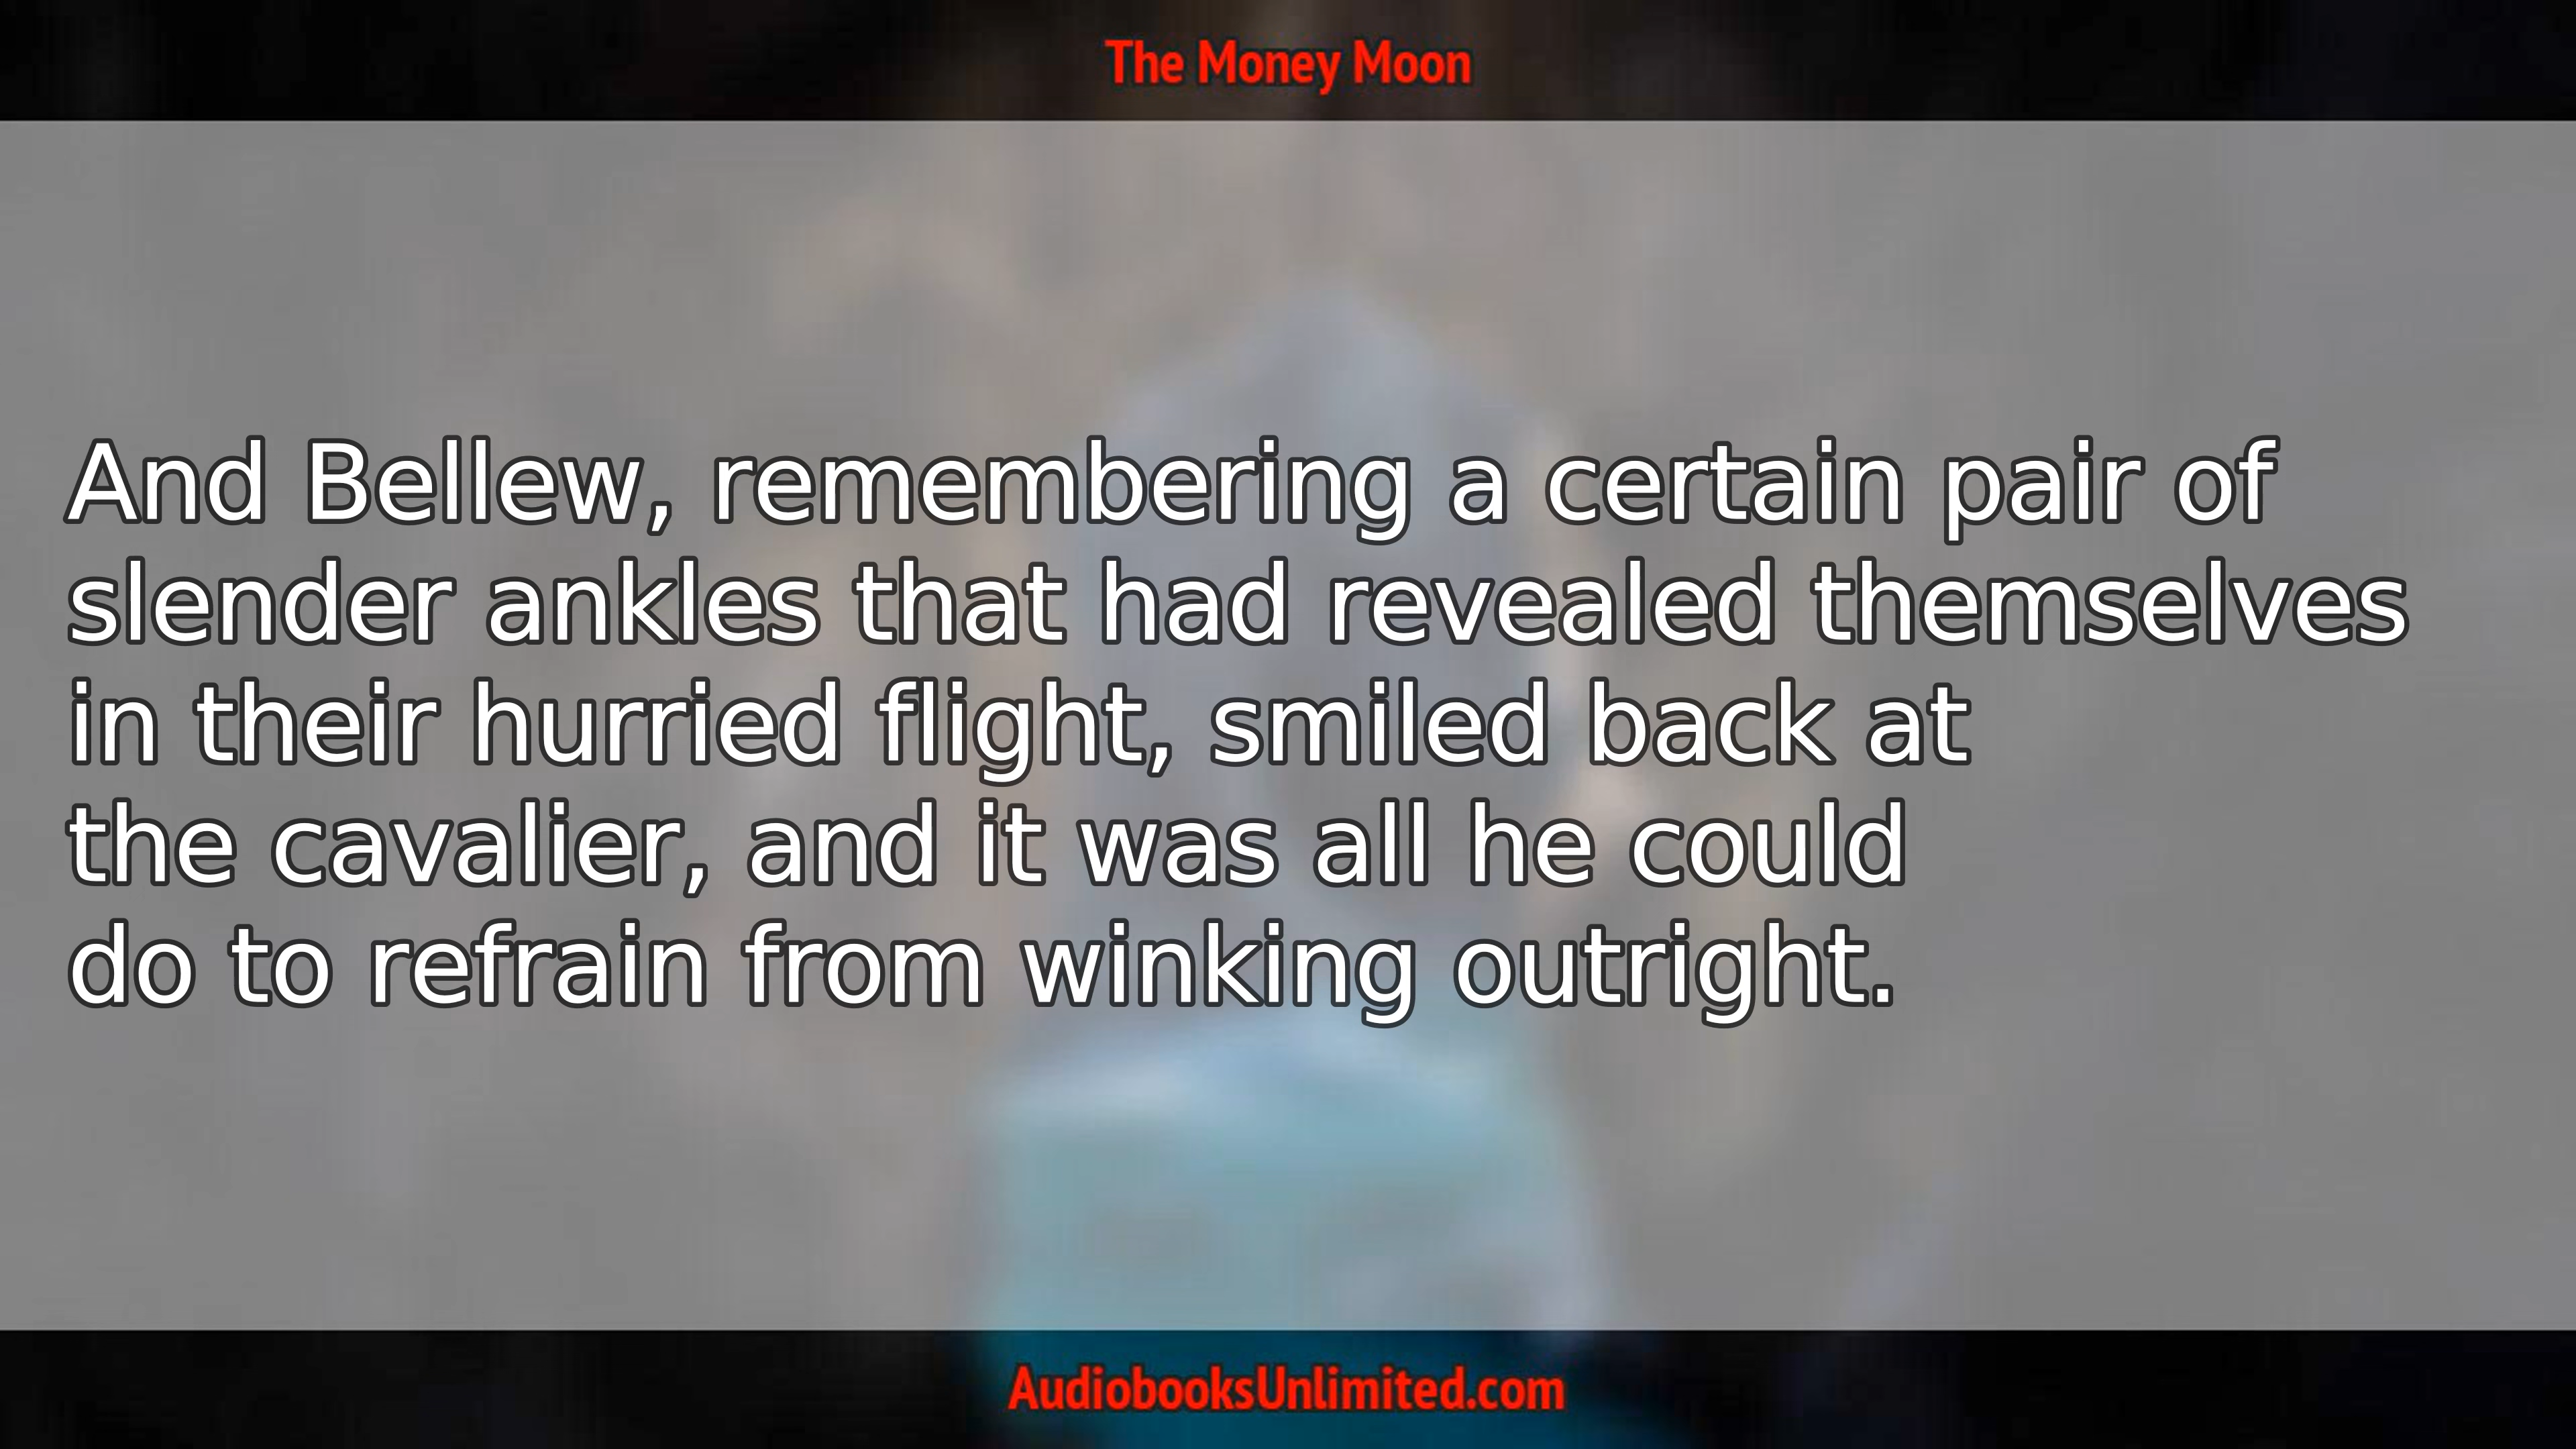 The Money Moon
And Bellew, remembering a certain pair of
slender ankles that had revealed themselves
in their hurried flight, smiled back at
the cavalier, and it was all he could
do to refrain from winking outright.
AudiobooksUnlimited.com